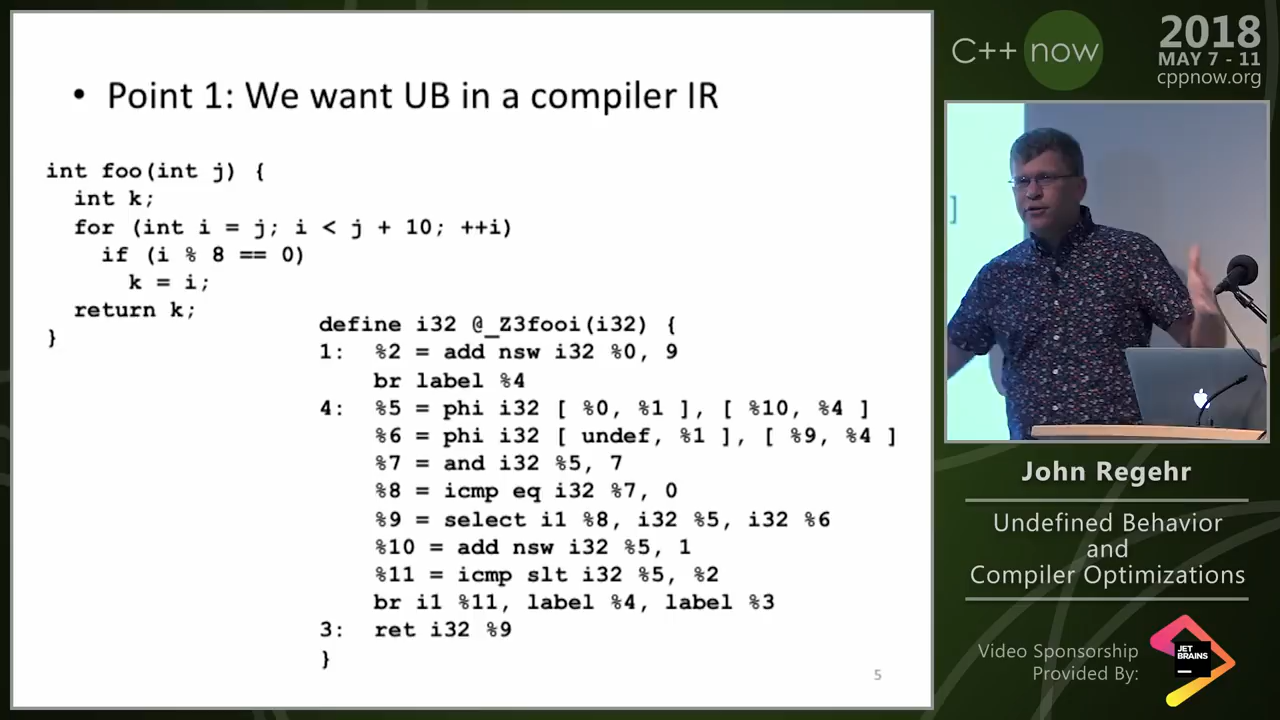 • Point 1: We want UB in a compiler IR
int foo(int j) {
  int k;
  for (int i = j; i < j + 10; ++i)
    if (i % 8 == 0)
      k = i;
  return k;
}
define i32 @_Z3fooi(i32) {
1:  %2 = add nsw i32 %0, 9
    br label %4
4:  %5 = phi i32 [ %0, %1 ], [ %10, %4 ]
    %6 = phi i32 [ undef, %1 ], [ %9, %4 ]
    %7 = and i32 %5, 7
    %8 = icmp eq i32 %7, 0
    %9 = select i1 %8, i32 %5, i32 %6
    %10 = add nsw i32 %5, 1
    %11 = icmp slt i32 %5, %2
    br i1 %11, label %4, label %3
3:  ret i32 %9
}
5
C++ now
2018
MAY 7 - 11
cppnow.org
]
John Regehr
Undefined Behavior
and
Compiler Optimizations
Video Sponsorship
Provided By:
JET
BRAINS